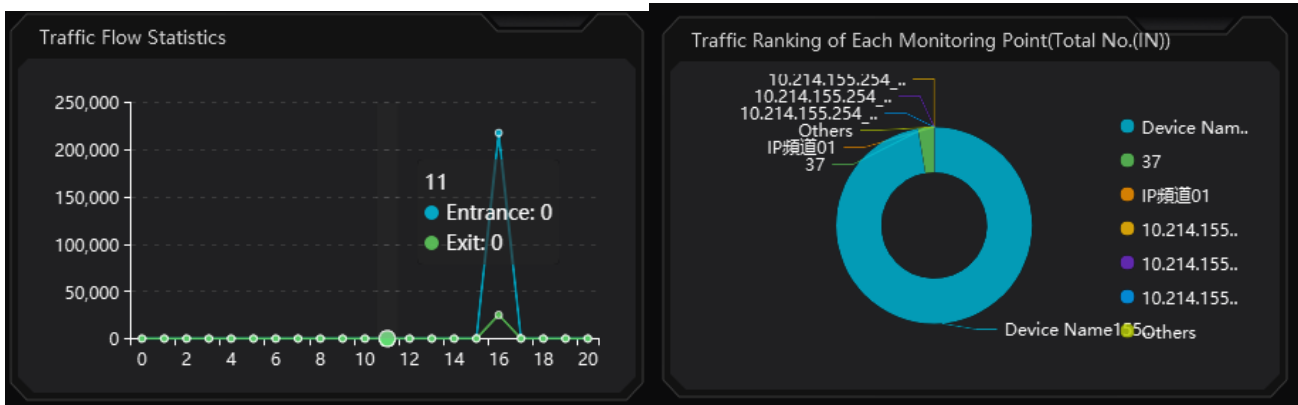 Traffic Flow Statistics
250,000
200,000
150,000
100,000
50,000
0
0 2 4 6 8 10 12 14 16 18 20
11
Entrance: 0
Exit: 0
Traffic Ranking of Each Monitoring Point(Total No.(IN))
10.214.155.254_..
10.214.155.254_..
10.214.155.254_..
Others
IP頻道01
37
Device Name155..
Device Nam..
37
IP頻道01
10.214.155..
10.214.155..
10.214.155..
Others